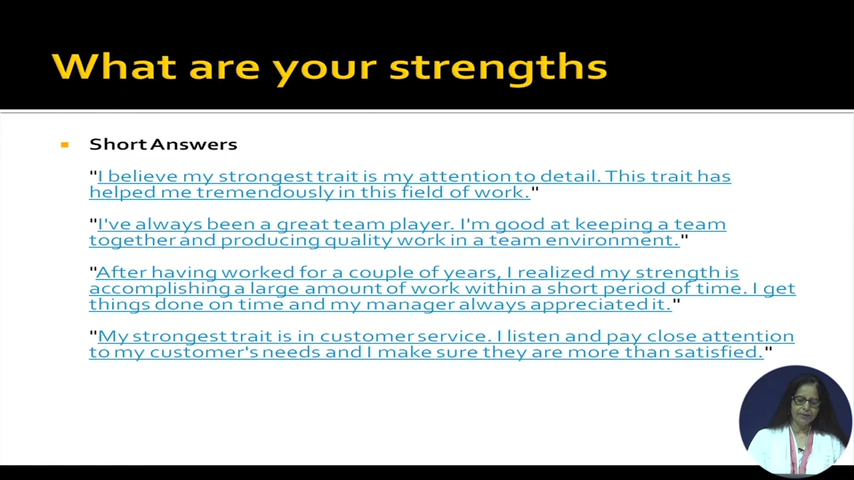 What are your strengths
Short Answers
"I believe my strongest trait is my attention to detail. This trait has
helped me tremendously in this field of work."
"I've always been a great team player. I'm good at keeping a team
together and producing quality work in a team environment."
"After having worked for a couple of years, I realized my strength is
accomplishing a large amount of work within a short period of time. I get
things done on time and my manager always appreciated it."
"My strongest trait is in customer service. I listen and pay close attention
to my customer's needs and I make sure they are more than satisfied."